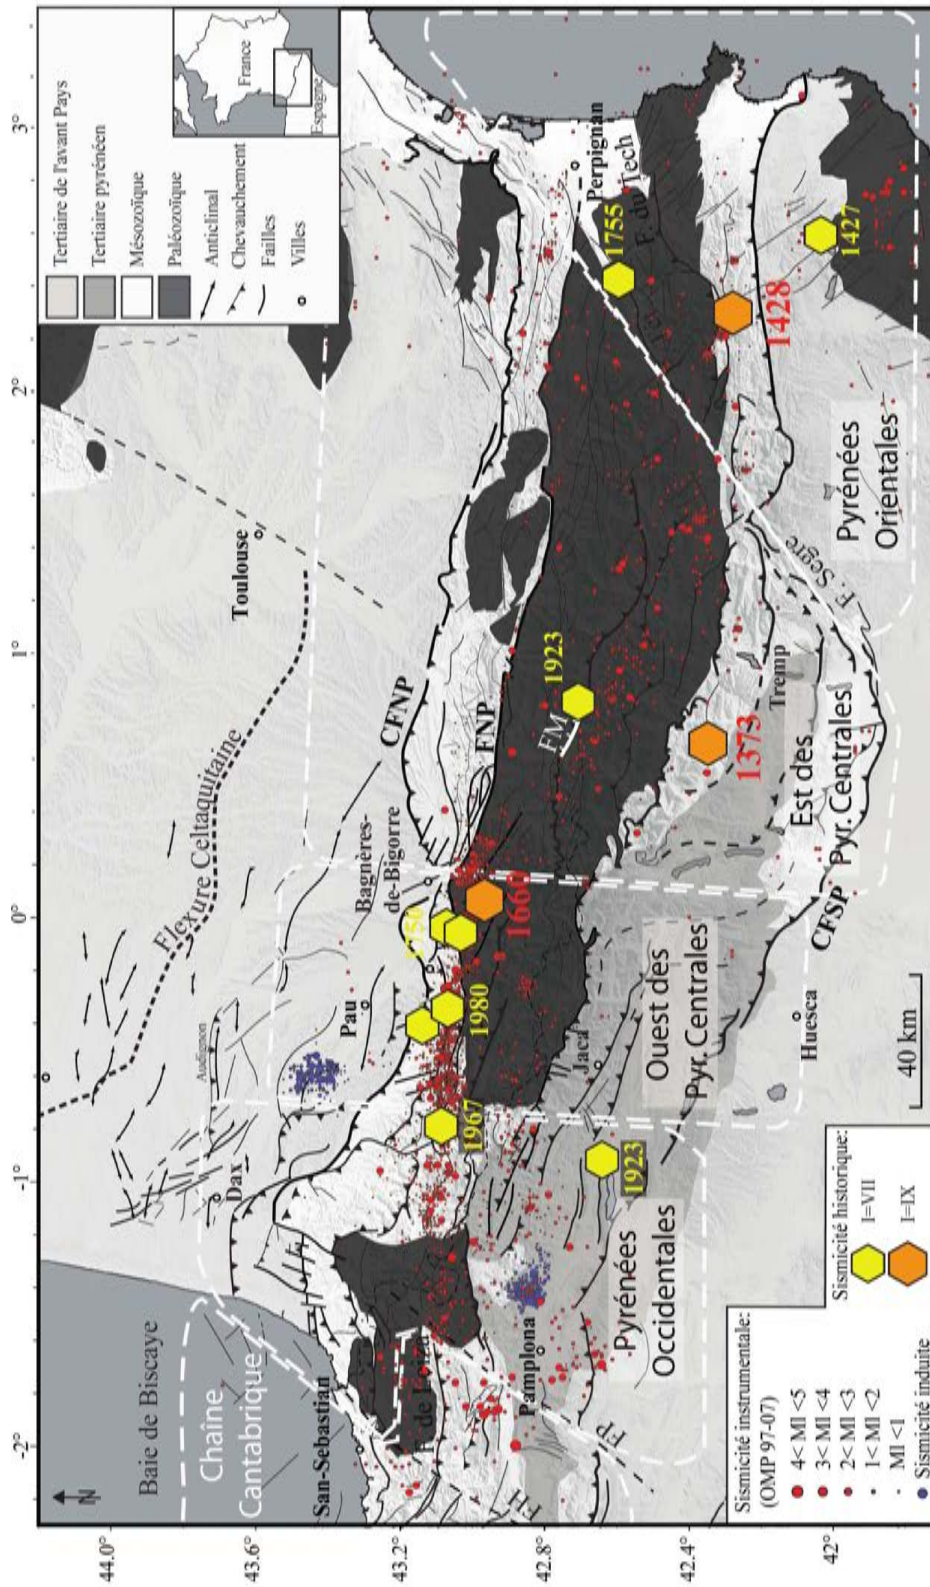 -2°
-1°
0°
1°
2°
3°
44.0°
43.6°
43.2°
42.8°
42.4°
42°
N
Baie de Biscaye
Chaîne
Cantabrique
San-Sebastian
Dax
Audignon
Pau
Bagnères-
de-Bigorre
Flexure Celtaquitaine
Toulouse
CFNP
FNP
FM
Perpignan
F. du Tech
Pamplona
FH
FP
Jaca
Huesca
CFSP
Tremp
F. Segre
Pyrénées
Occidentales
Ouest des
Pyr. Centrales
Est des
Pyr. Centrales
Pyrénées
Orientales
1967
1980
1750
1660
1923
1923
1373
1755
1428
1427
Tertiaire de l'avant Pays
Tertiaire pyrénéen
Mésozoïque
Paléozoïque
Anticlinal
Chevauchement
Failles
Villes
France
Espagne
Sismicité instrumentale:
(OMP 97-07)
4< Ml <5
3< Ml <4
2< Ml <3
1< Ml <2
Ml <1
Sismicité induite
Sismicité historique:
I=VII
I=IX
40 km